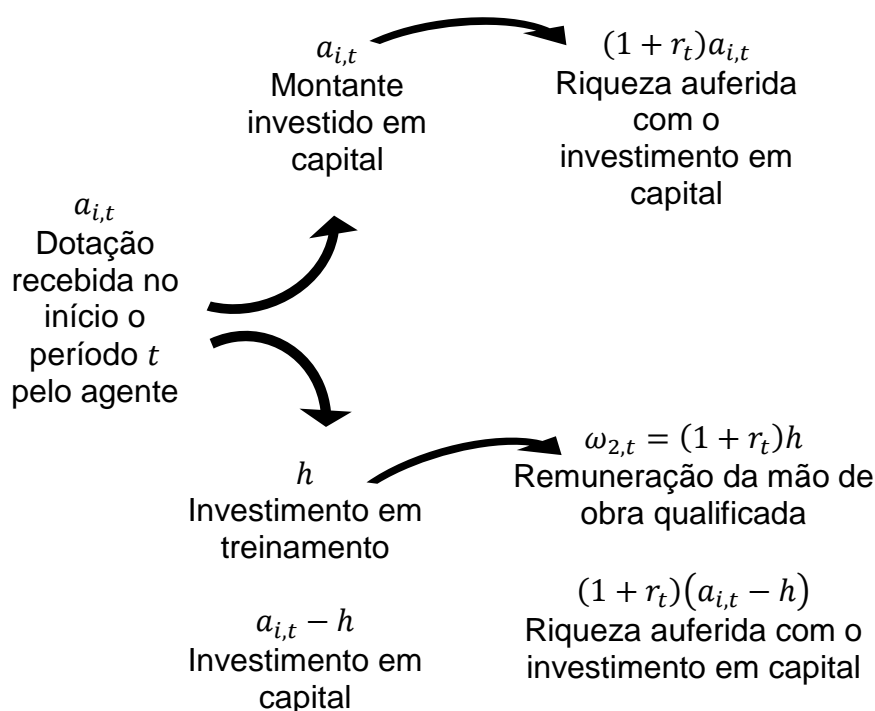 a_{i,t}
Montante
investido em
capital
(1 + r_t)a_{i,t}
Riqueza auferida
com o
investimento em
capital
a_{i,t}
Dotação
recebida no
início o
período t
pelo agente
h
Investimento em
treinamento
ω_{2,t} = (1 + r_t)h
Remuneração da mão de
obra qualificada
a_{i,t} − h
Investimento em
capital
(1 + r_t)(a_{i,t} − h)
Riqueza auferida com o
investimento em capital